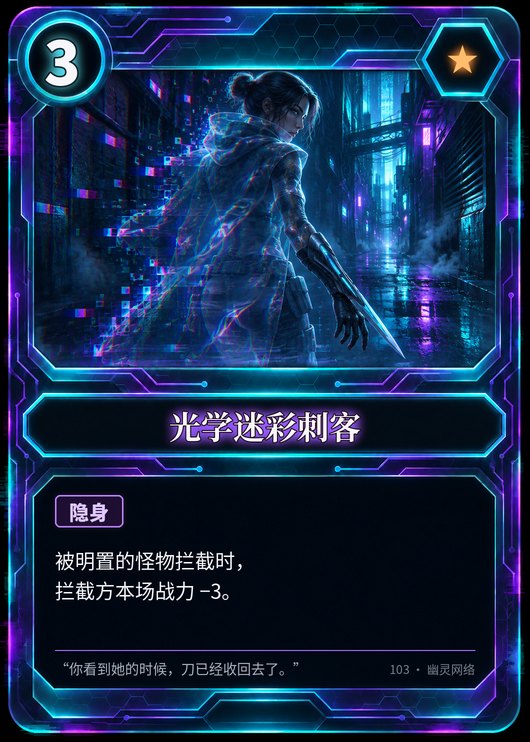 3
光学迷彩刺客
隐身
被明置的怪物拦截时，
拦截方本场战力 −3。
“你看到她的时候，刀已经收回去了。”
103 · 幽灵网络